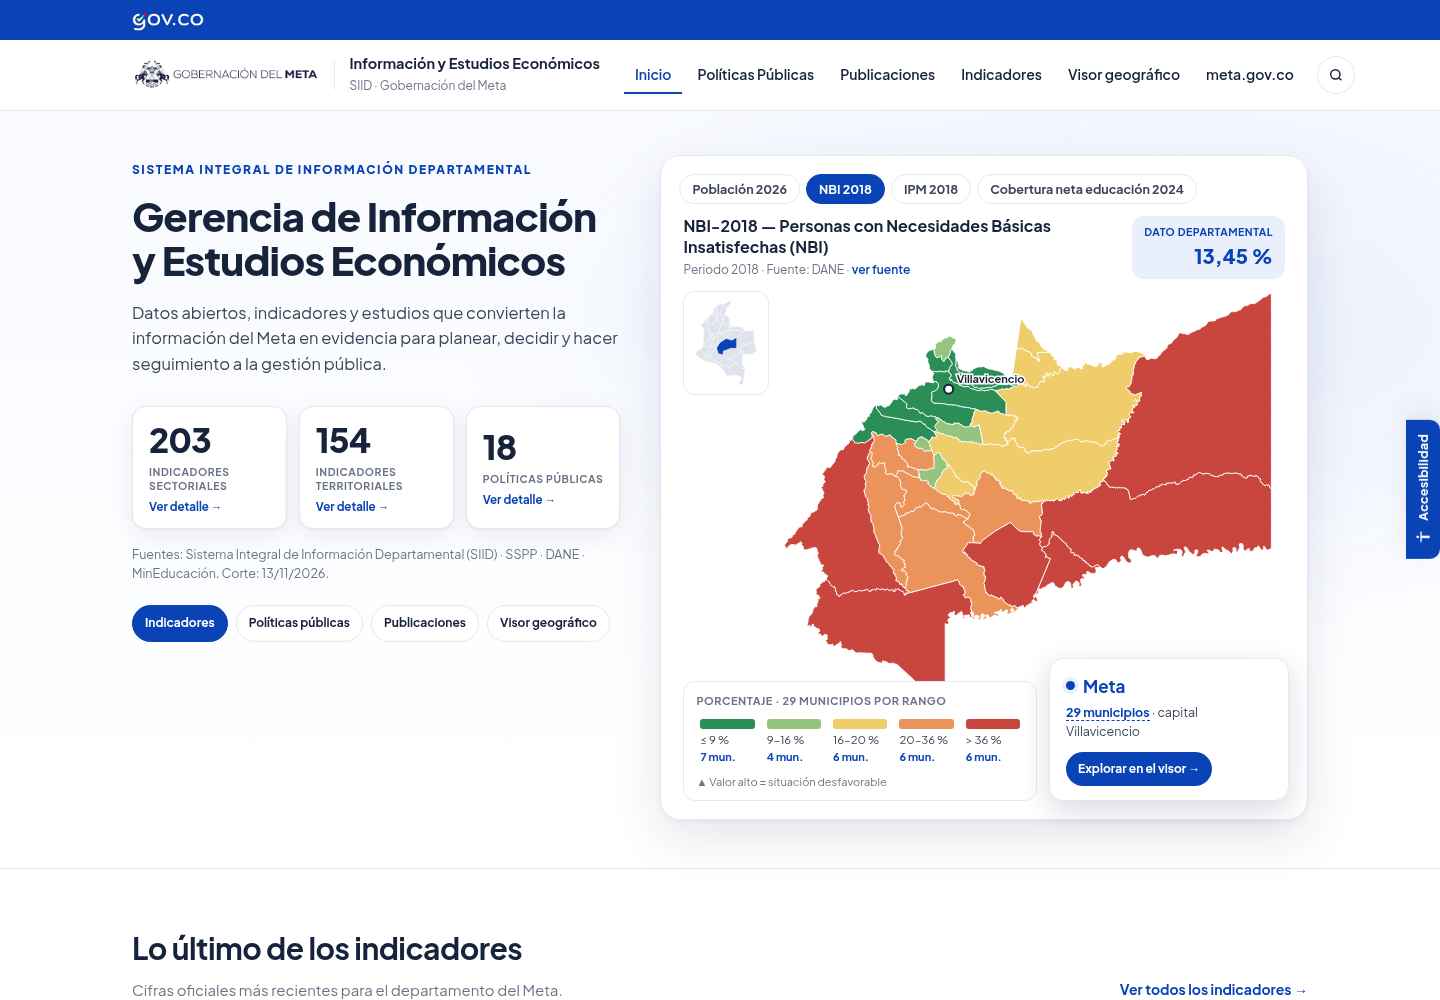 GOV.CO
GOBERNACIÓN DEL META
Información y Estudios Económicos
SIID · Gobernación del Meta
Inicio
Políticas Públicas
Publicaciones
Indicadores
Visor geográfico
meta.gov.co
SISTEMA INTEGRAL DE INFORMACIÓN DEPARTAMENTAL
Gerencia de Información
y Estudios Económicos
Datos abiertos, indicadores y estudios que convierten la
información del Meta en evidencia para planear, decidir y hacer
seguimiento a la gestión pública.
203
INDICADORES
SECTORIALES
Ver detalle →
154
INDICADORES
TERRITORIALES
Ver detalle →
18
POLÍTICAS PÚBLICAS
Ver detalle →
Fuentes: Sistema Integral de Información Departamental (SIID) · SSPP · DANE ·
MinEducación. Corte: 13/11/2026.
Indicadores
Políticas públicas
Publicaciones
Visor geográfico
Población 2026
NBI 2018
IPM 2018
Cobertura neta educación 2024
NBI-2018 — Personas con Necesidades Básicas
Insatisfechas (NBI)
Periodo 2018 · Fuente: DANE · ver fuente
DATO DEPARTAMENTAL
13,45 %
Villavicencio
PORCENTAJE · 29 MUNICIPIOS POR RANGO
≤ 9 %
9–16 %
16–20 %
20–36 %
> 36 %
7 mun.
4 mun.
6 mun.
6 mun.
6 mun.
▲ Valor alto = situación desfavorable
Meta
29 municipios · capital
Villavicencio
Explorar en el visor →
Accesibilidad
Lo último de los indicadores
Cifras oficiales más recientes para el departamento del Meta.
Ver todos los indicadores →